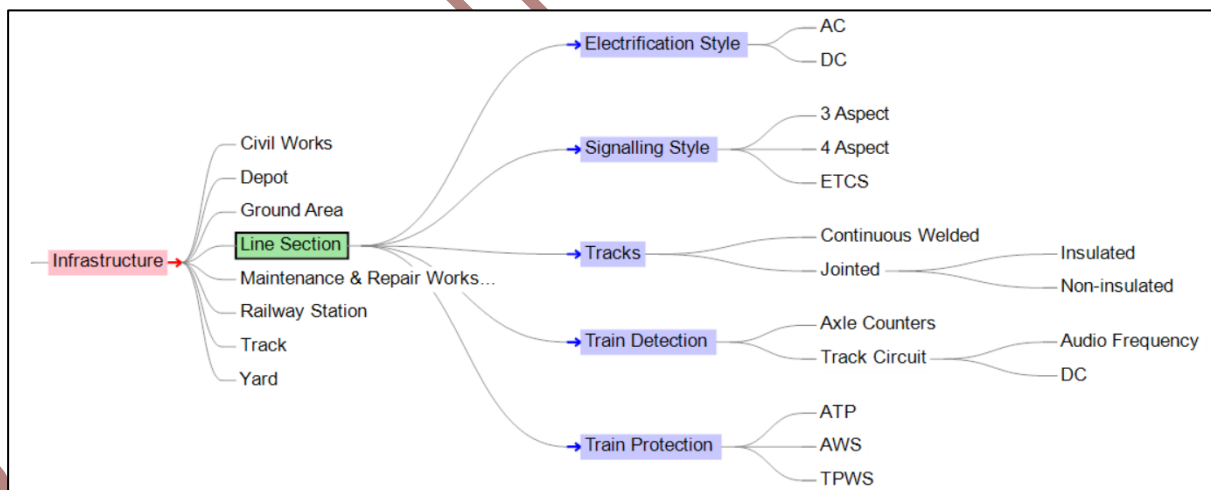 Infrastructure
Civil Works
Depot
Ground Area
Line Section
Maintenance & Repair Works...
Railway Station
Track
Yard
Electrification Style
AC
DC
Signalling Style
3 Aspect
4 Aspect
ETCS
Tracks
Continuous Welded
Jointed
Insulated
Non-insulated
Train Detection
Axle Counters
Track Circuit
Audio Frequency
DC
Train Protection
ATP
AWS
TPWS